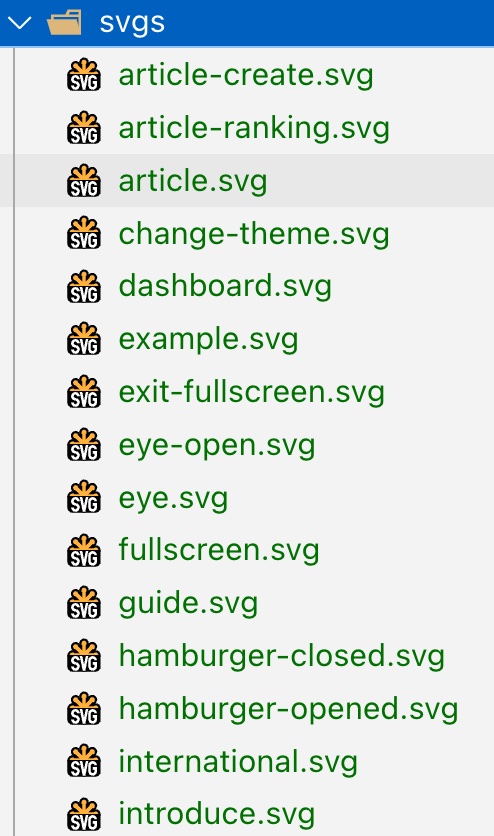 svgs
SVG article-create.svg
SVG article-ranking.svg
SVG article.svg
SVG change-theme.svg
SVG dashboard.svg
SVG example.svg
SVG exit-fullscreen.svg
SVG eye-open.svg
SVG eye.svg
SVG fullscreen.svg
SVG guide.svg
SVG hamburger-closed.svg
SVG hamburger-opened.svg
SVG international.svg
SVG introduce.svg